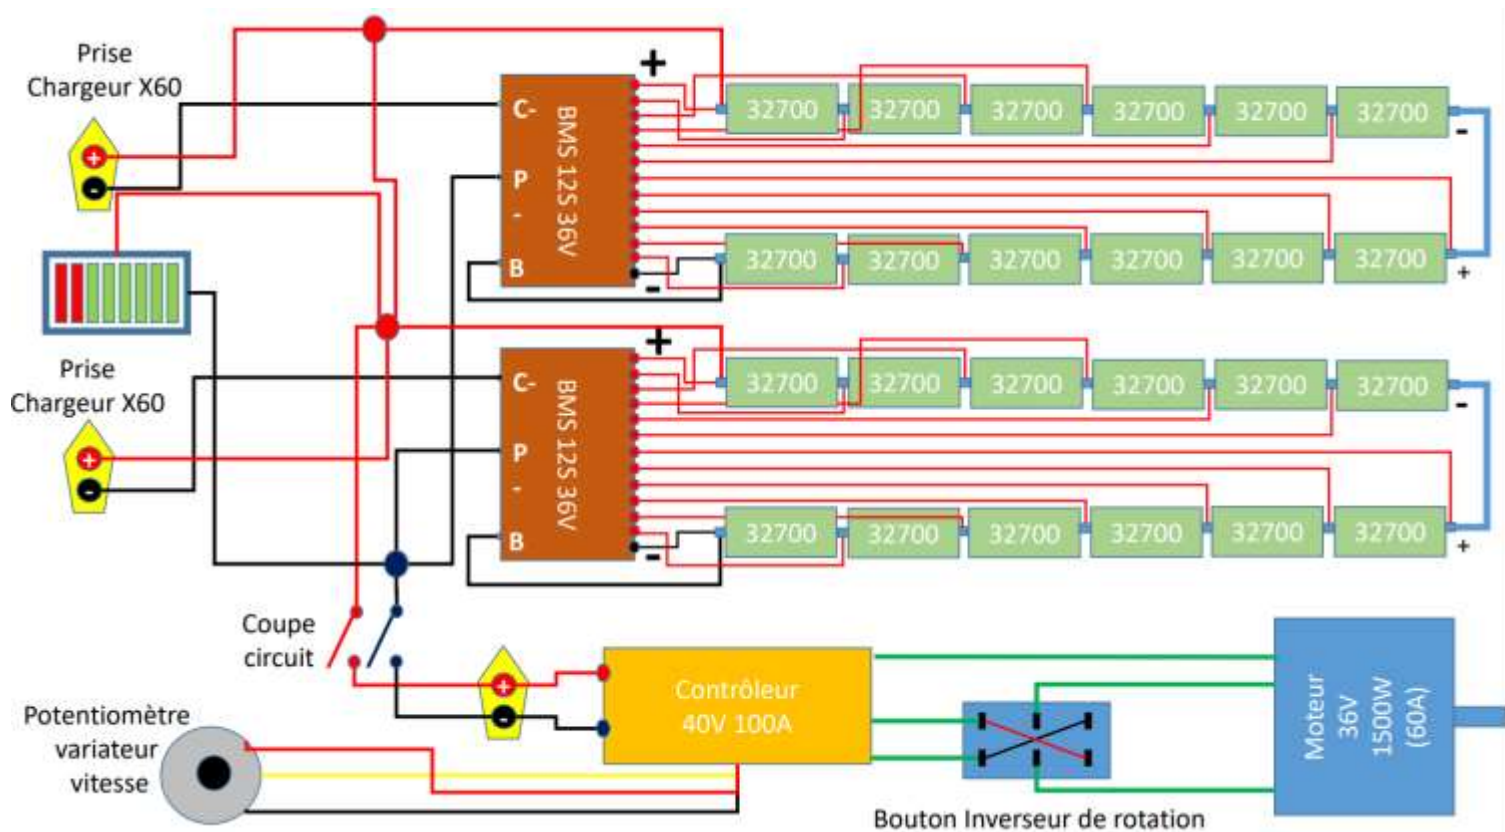 Prise
Chargeur X60
+
-
+
C-
P
-
B
BMS 12S 36V
-
32700 32700 32700 32700 32700 32700
-
32700 32700 32700 32700 32700 32700
+
Prise
Chargeur X60
+
-
+
C-
P
-
B
BMS 12S 36V
-
32700 32700 32700 32700 32700 32700
-
32700 32700 32700 32700 32700 32700
+
Coupe
circuit
+
-
Contrôleur
40V 100A
Moteur
36V
1500W
(60A)
Potentiomètre
variateur
vitesse
Bouton Inverseur de rotation